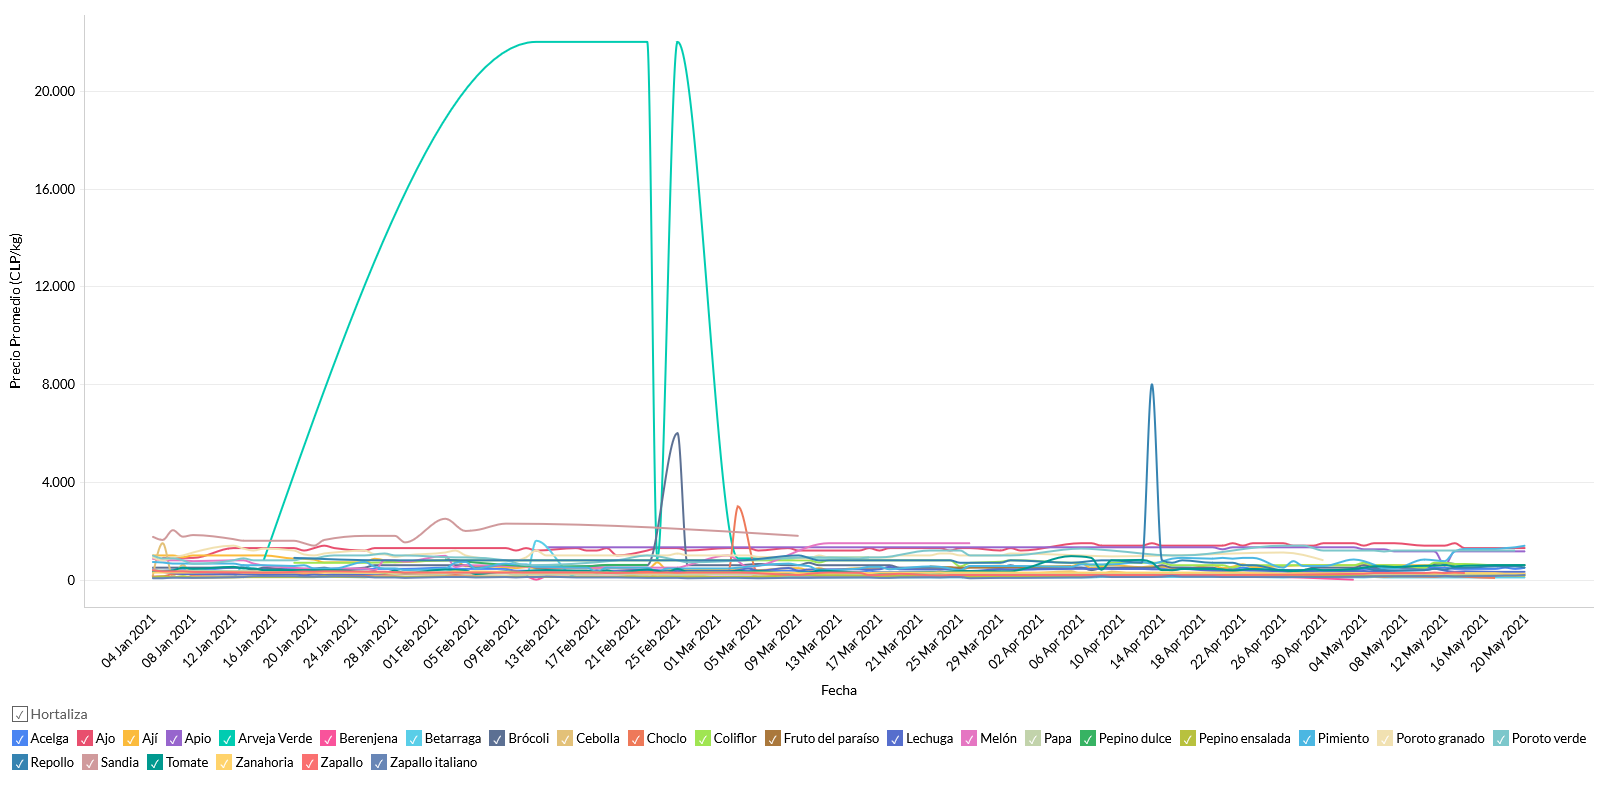 20.000
16.000
12.000
8.000
4.000
0
Precio Promedio (CLP/kg)
04 Jan 2021
08 Jan 2021
12 Jan 2021
16 Jan 2021
20 Jan 2021
24 Jan 2021
28 Jan 2021
01 Feb 2021
05 Feb 2021
09 Feb 2021
13 Feb 2021
17 Feb 2021
21 Feb 2021
25 Feb 2021
01 Mar 2021
05 Mar 2021
09 Mar 2021
13 Mar 2021
17 Mar 2021
21 Mar 2021
25 Mar 2021
29 Mar 2021
02 Apr 2021
06 Apr 2021
10 Apr 2021
14 Apr 2021
18 Apr 2021
22 Apr 2021
26 Apr 2021
30 Apr 2021
04 May 2021
08 May 2021
12 May 2021
16 May 2021
20 May 2021
Fecha
Hortaliza
Acelga Ajo Ají Apio Arveja Verde Berenjena Betarraga Brócoli Cebolla Choclo Coliflor Fruto del paraíso Lechuga Melón Papa Pepino dulce Pepino ensalada Pimiento Poroto granado Poroto verde
Repollo Sandia Tomate Zanahoria Zapallo Zapallo italiano